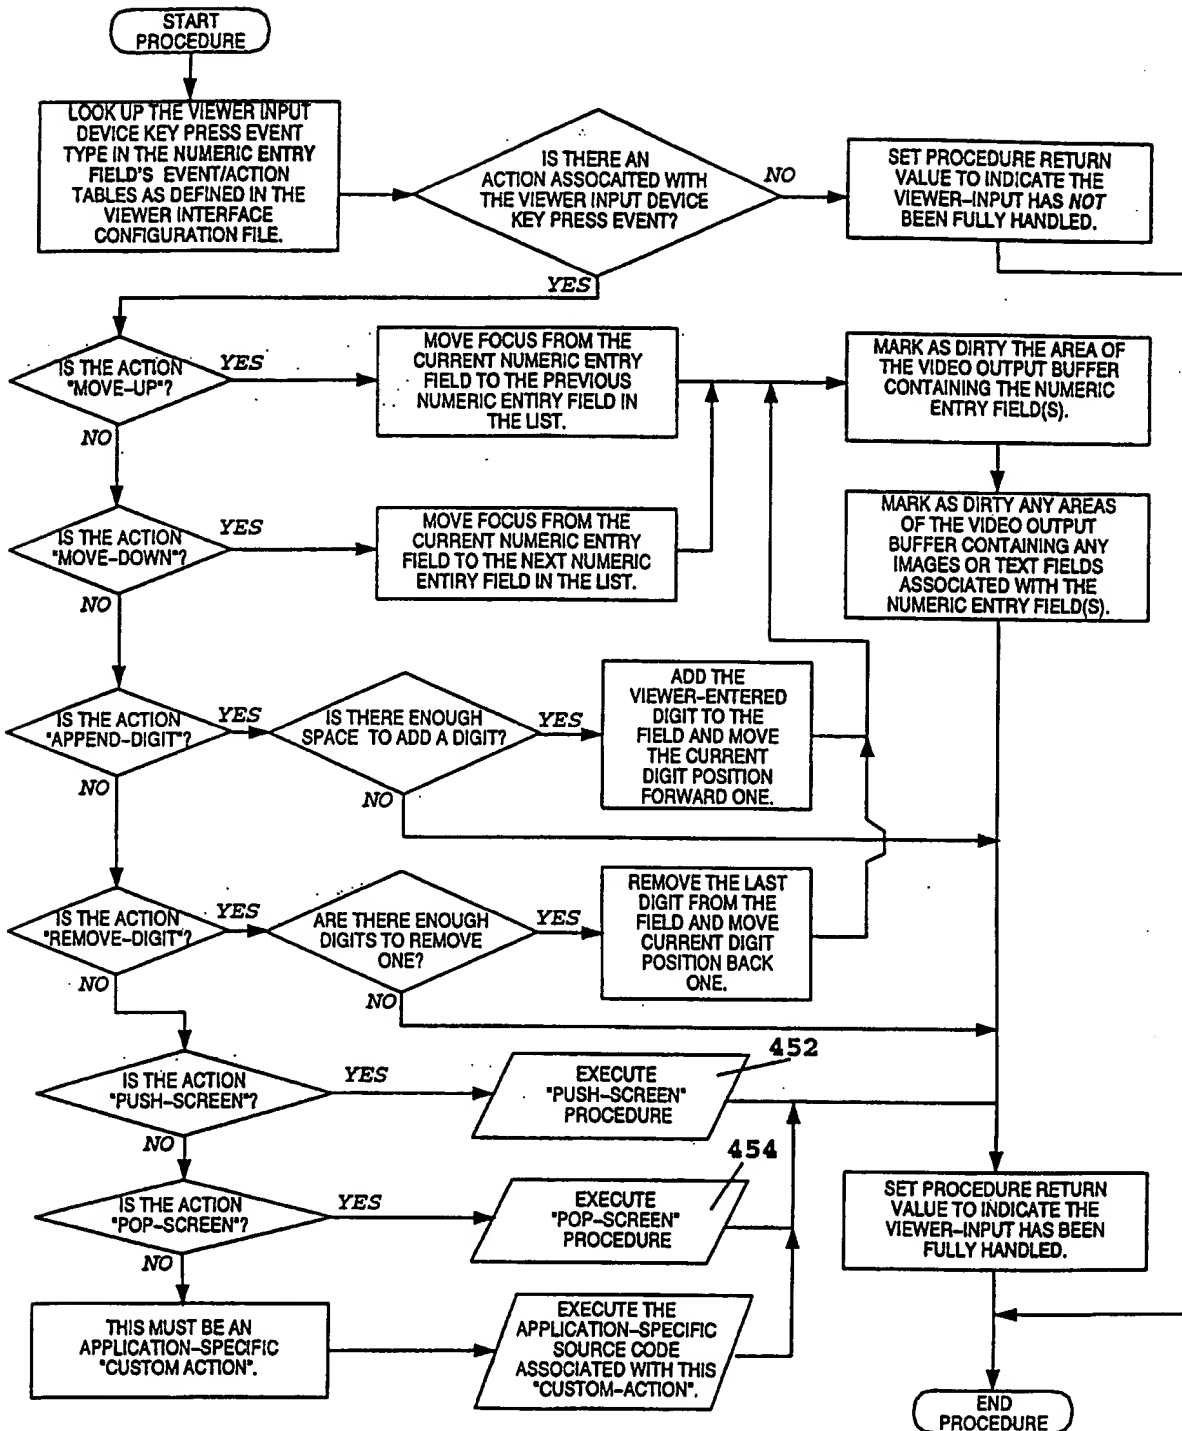 START
PROCEDURE
LOOK UP THE VIEWER INPUT
DEVICE KEY PRESS EVENT
TYPE IN THE NUMERIC ENTRY
FIELD'S EVENT/ACTION
TABLES AS DEFINED IN THE
VIEWER INTERFACE
CONFIGURATION FILE.
IS THERE AN
ACTION ASSOCAITED WITH
THE VIEWER INPUT DEVICE
KEY PRESS EVENT?
NO
SET PROCEDURE RETURN
VALUE TO INDICATE THE
VIEWER-INPUT HAS NOT
BEEN FULLY HANDLED.
YES
IS THE ACTION
"MOVE-UP"?
YES
MOVE FOCUS FROM THE
CURRENT NUMERIC ENTRY
FIELD TO THE PREVIOUS
NUMERIC ENTIRY FIELD IN
THE LIST.
MARK AS DIRTY THE AREA OF
THE VIDEO OUTPUT BUFFER
CONTAINING THE NUMERIC
ENTRY FIELD(S).
NO
IS THE ACTION
"MOVE-DOWN"?
YES
MOVE FOCUS FROM THE
CURRENT NUMERIC ENTRY
FIELD TO THE NEXT NUMERIC
ENTIRY FIELD IN THE LIST.
MARK AS DIRTY ANY AREAS
OF THE VIDEO OUTPUT
BUFFER CONTAINING ANY
IMAGES OR TEXT FIELDS
ASSOCIATED WITH THE
NUMERIC ENTRY FIELD(S).
NO
IS THE ACTION
"APPEND-DIGIT"?
YES
IS THERE ENOUGH
SPACE TO ADD A DIGIT?
YES
ADD THE
VIEWER-ENTERED
DIGIT TO THE
FIELD AND MOVE
THE CURRENT
DIGIT POSITION
FORWARD ONE.
NO
NO
IS THE ACTION
"REMOVE-DIGIT"?
YES
ARE THERE ENOUGH
DIGITS TO REMOVE
ONE?
YES
REMOVE THE LAST
DIGIT FROM THE
FIELD AND MOVE
CURRENT DIGIT
POSITION BACK
ONE.
NO
NO
IS THE ACTION
"PUSH-SCREEN"?
YES
EXECUTE
"PUSH-SCREEN"
PROCEDURE
452
NO
IS THE ACTION
"POP-SCREEN"?
YES
EXECUTE
"POP-SCREEN"
PROCEDURE
454
SET PROCEDURE RETURN
VALUE TO INDICATE THE
VIEWER-INPUT HAS BEEN
FULLY HANDLED.
NO
THIS MUST BE AN
APPLICATION-SPECIFIC
"CUSTOM ACTION".
EXECUTE THE
APPLICATION-SPECIFIC
SOURCE CODE
ASSOCIATED WITH THIS
"CUSTOM-ACTION".
END
PROCEDURE